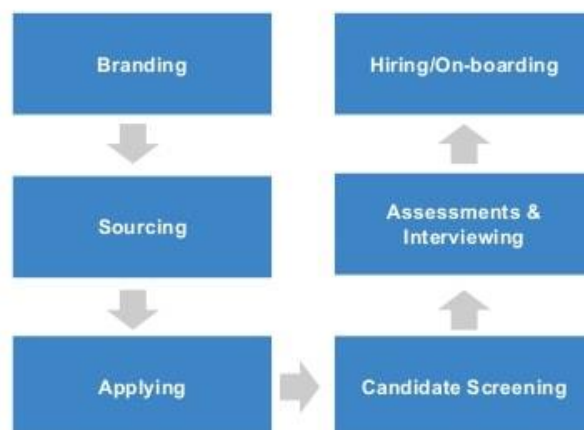 Branding
Sourcing
Applying
Candidate Screening
Assessments &
Interviewing
Hiring/On-boarding